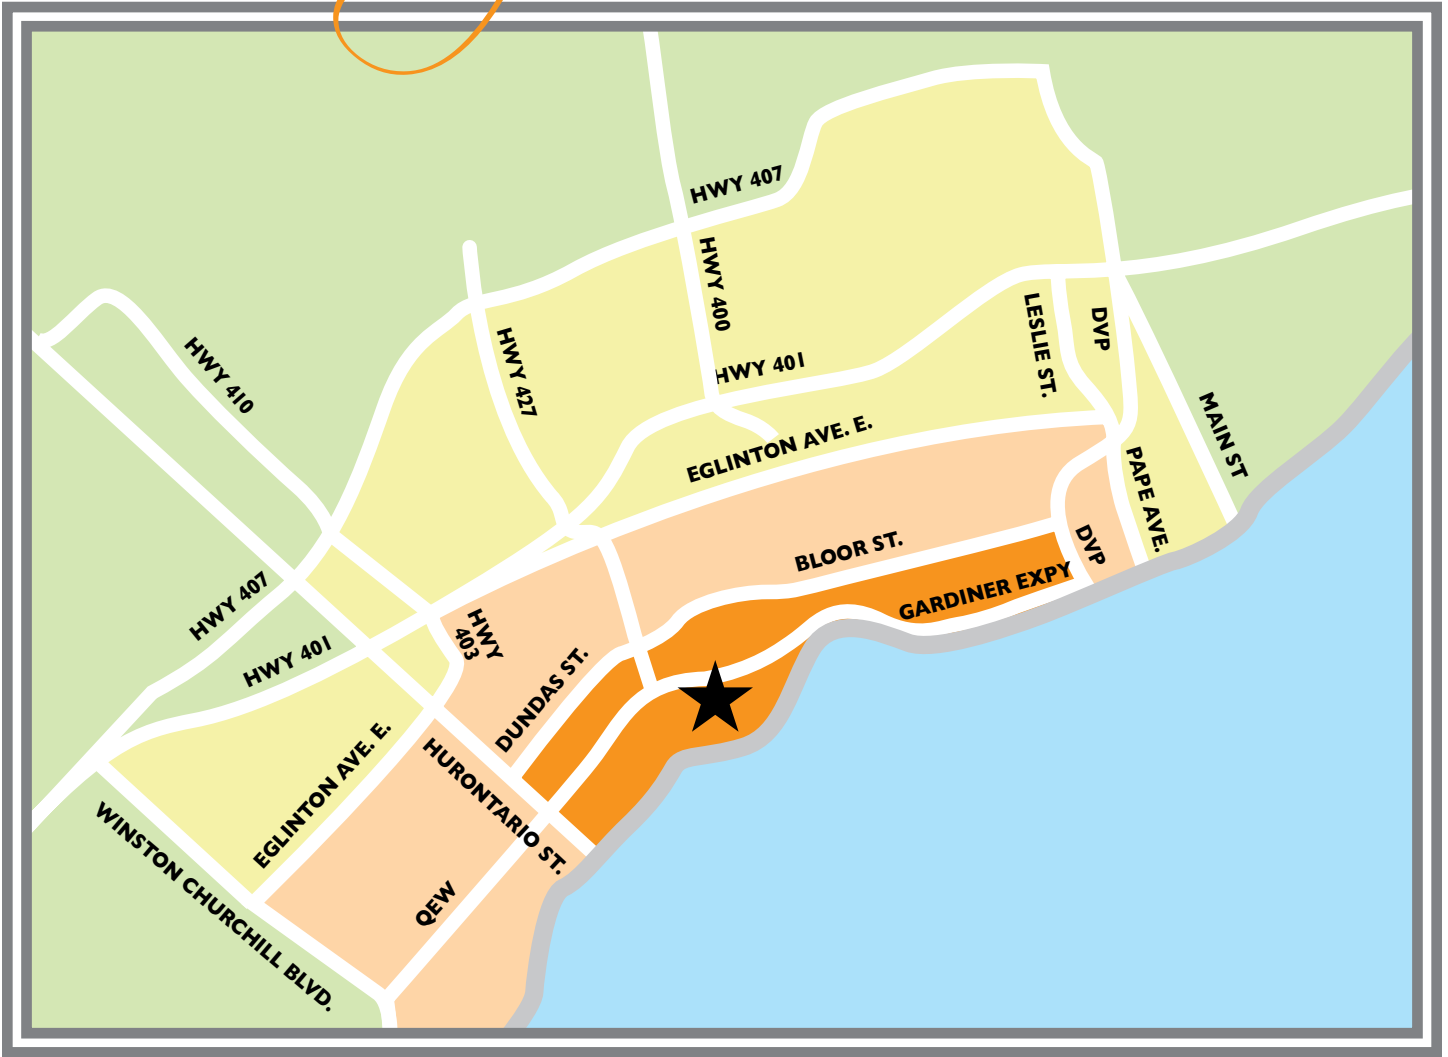 HWY 407
HWY 400
HWY 410
HWY 427
HWY 401
LESLIE ST.
DVP
MAIN ST
EGLINTON AVE. E.
PAPE AVE.
BLOOR ST.
DVP
GARDINER EXPY
HWY 407
HWY 401
HWY
403
DUNDAS ST.
EGLINTON AVE. E.
HURONTARIO ST.
WINSTON CHURCHILL BLVD.
QEW